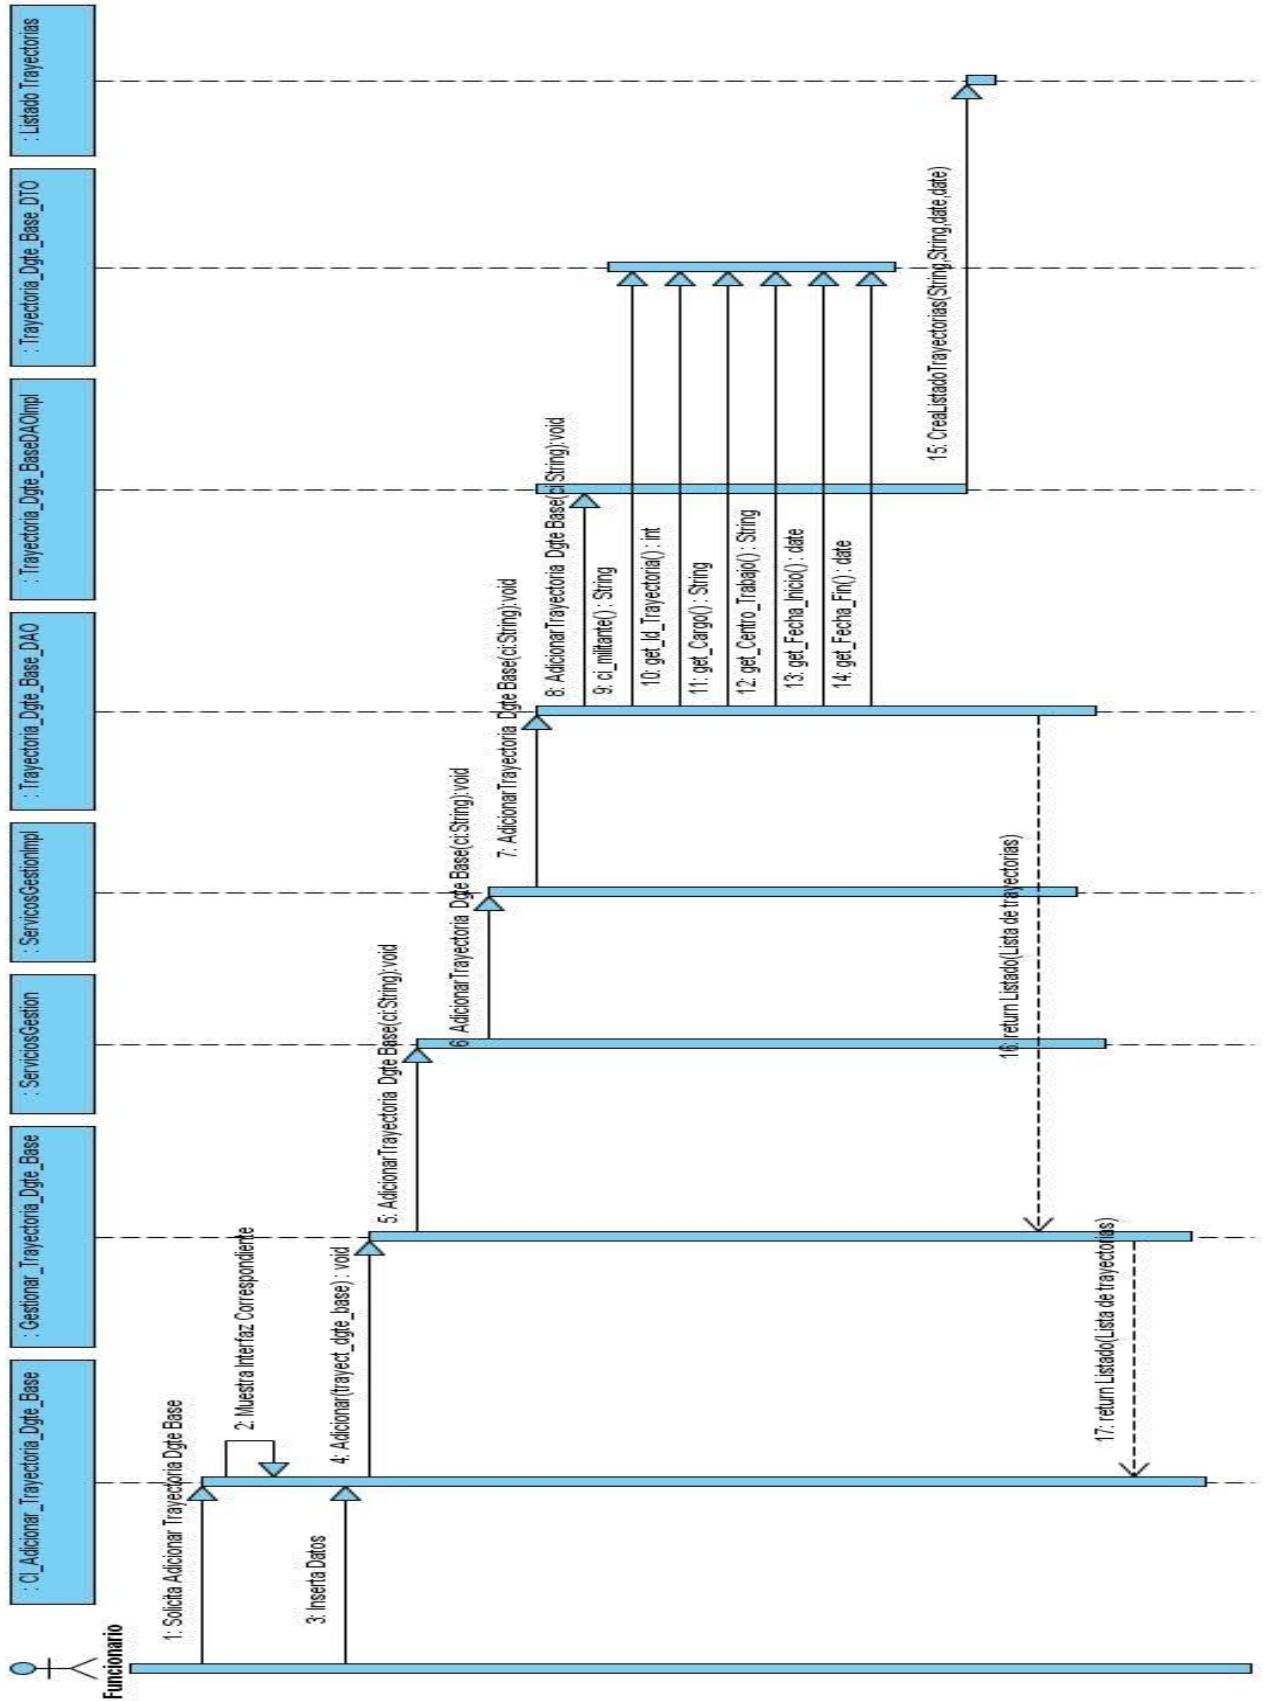 Funcionario
: CI_Adicionar_Trayectoria_Dgte_Base
: Gestionar_Trayectoria_Dgte_Base
: ServiciosGestion
: ServicosGestionImpl
: Trayectoria_Dgte_Base_DAO
: Trayectoria_Dgte_BaseDAOImpl
: Trayectoria_Dgte_Base_DTO
: Listado Trayectorias
1: Solicita Adicionar Trayectoria Dgte Base
2: Muestra Interfaz Correspondiente
3: Inserta Datos
4: Adicionar(trayect_dgte_base) : void
5: AdicionarTrayectoria Dgte Base(ci:String):void
6: AdicionarTrayectoria Dgte Base(ci:String):void
7: AdicionarTrayectoria Dgte Base(ci:String):void
8: AdicionarTrayectoria Dgte Base(ci:String):void
9: ci_militante() : String
10: get_Id_Trayectoria() : int
11: get_Cargo() : String
12: get_Centro_Trabajo() : String
13: get_Fecha_Inicio() : date
14: get_Fecha_Fin() : date
15: CreaListadoTrayectorias(String,String,date,date)
16: return Listado(Lista de trayectorias)
17: return Listado(Lista de trayectorias)